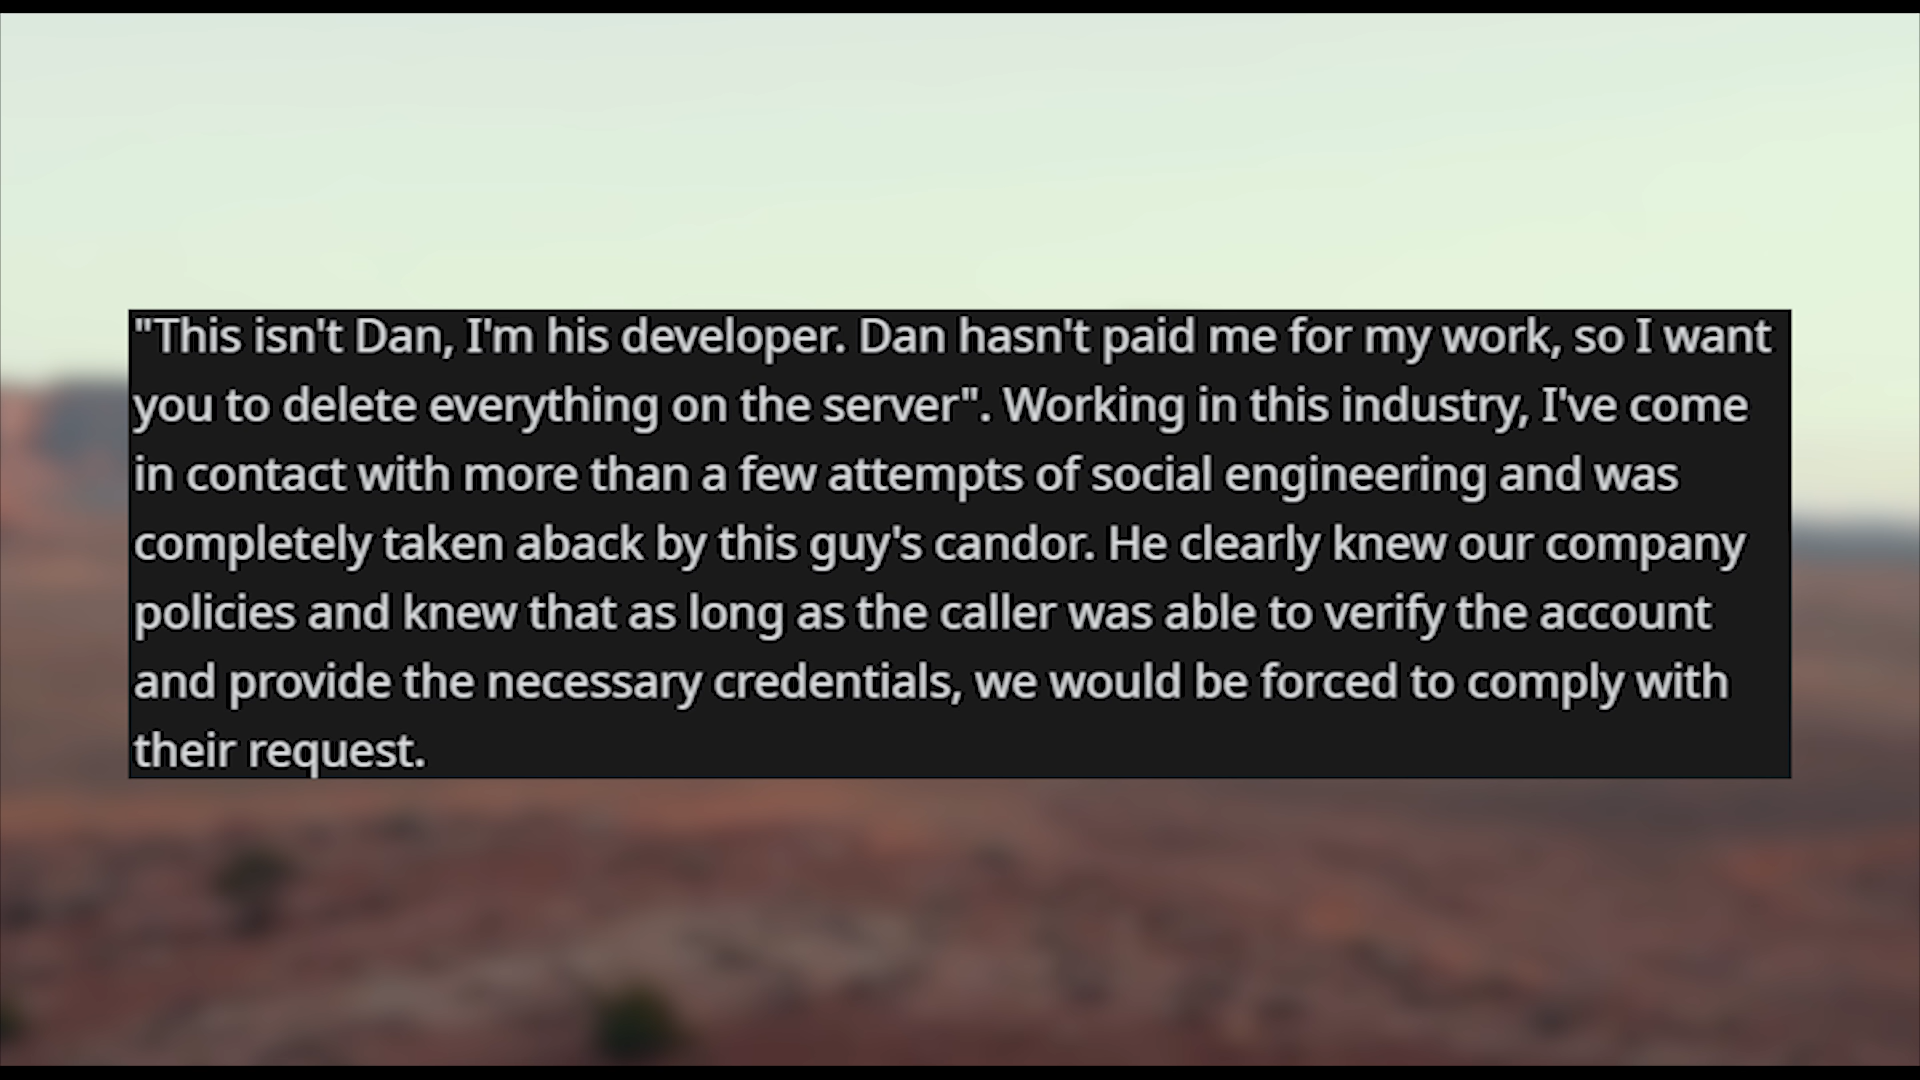 "This isn't Dan, I'm his developer. Dan hasn't paid me for my work, so I want
you to delete everything on the server". Working in this industry, I've come
in contact with more than a few attempts of social engineering and was
completely taken aback by this guy's candor. He clearly knew our company
policies and knew that as long as the caller was able to verify the account
and provide the necessary credentials, we would be forced to comply with
their request.